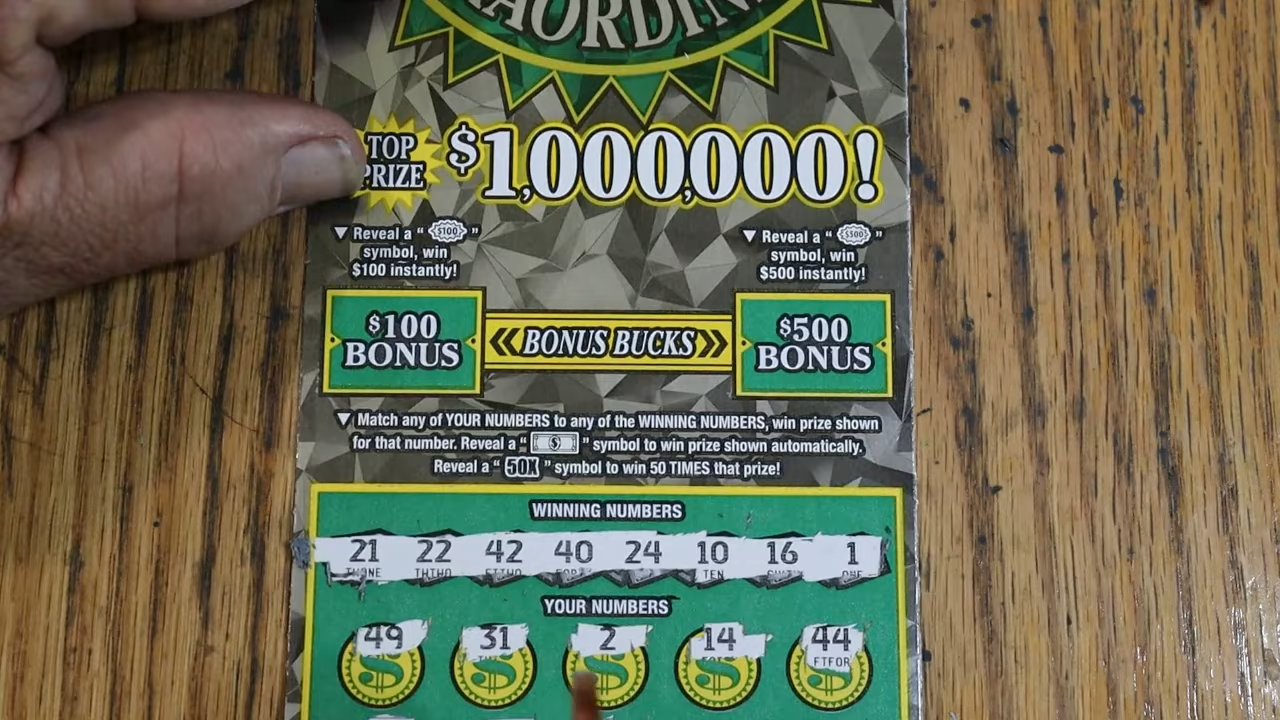 TOP
PRIZE
$1,000,000!
▼ Reveal a " $100 "
symbol, win
$100 instantly!
▼ Reveal a " $500 "
symbol, win
$500 instantly!
$100
BONUS
BONUS BUCKS
$500
BONUS
▼ Match any of YOUR NUMBERS to any of the WINNING NUMBERS, win prize shown
for that number. Reveal a " $ " symbol to win prize shown automatically.
Reveal a " 50X " symbol to win 50 TIMES that prize!
WINNING NUMBERS
21 22 42 40 24 10 16 1
TEN
YOUR NUMBERS
49 31 2 14 44
FTFOR